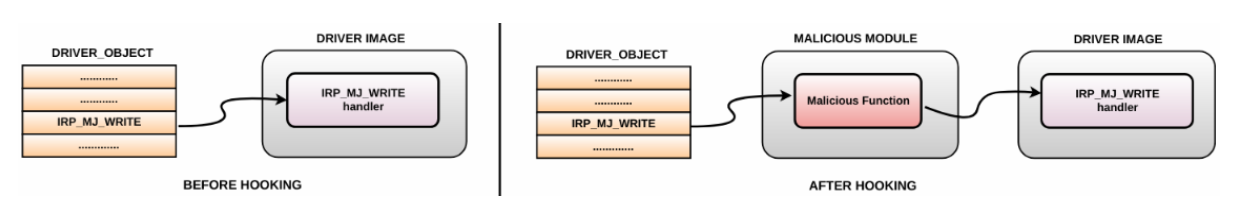 DRIVER_OBJECT
............
............
IRP_MJ_WRITE
.............
DRIVER IMAGE
IRP_MJ_WRITE
handler
BEFORE HOOKING
DRIVER_OBJECT
............
............
IRP_MJ_WRITE
.............
MALICIOUS MODULE
Malicious Function
DRIVER IMAGE
IRP_MJ_WRITE
handler
AFTER HOOKING